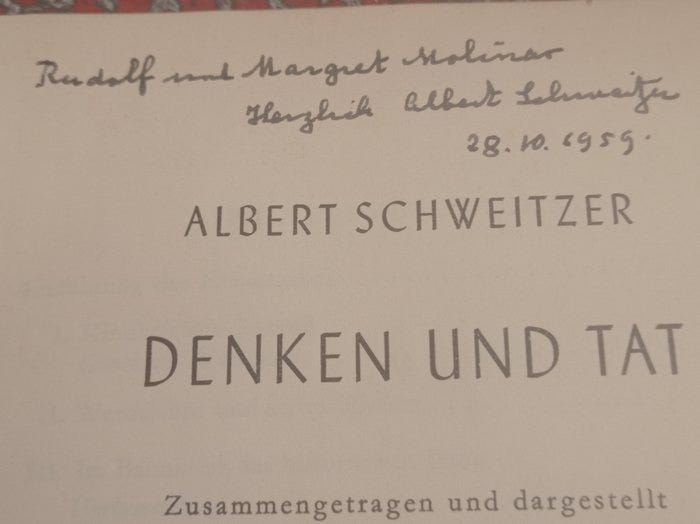 Rudolf und Margret Molinar
Herzlich Albert Schweitzer
28.10.1959.
ALBERT SCHWEITZER
DENKEN UND TAT
Zusammengetragen und dargestellt